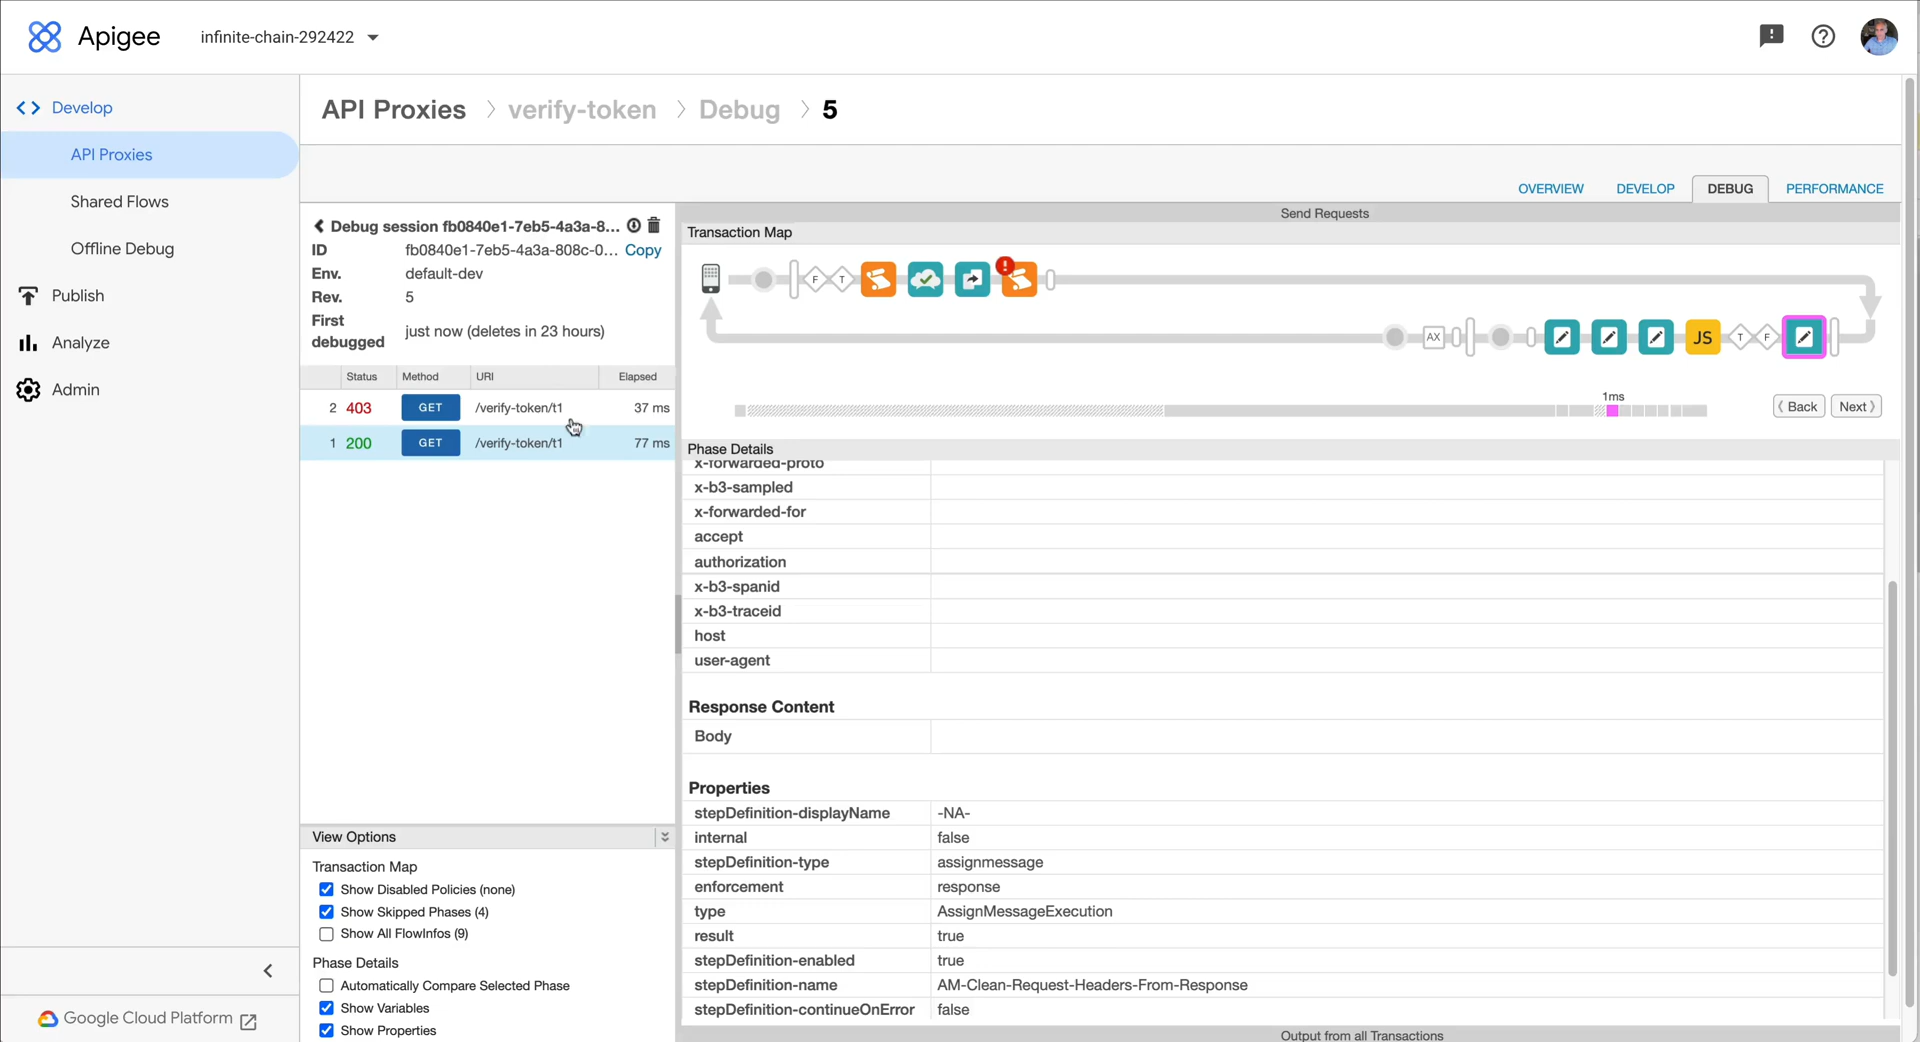 Apigee
infinite-chain-292422
Develop
API Proxies
Shared Flows
Offline Debug
Publish
Analyze
Admin
Google Cloud Platform
API Proxies > verify-token > Debug > 5
OVERVIEW DEVELOP DEBUG PERFORMANCE
Debug session fb0840e1-7eb5-4a3a-8...
ID fb0840e1-7eb5-4a3a-808c-0... Copy
Env. default-dev
Rev. 5
First debugged just now (deletes in 23 hours)
Status Method URI Elapsed
2 403 GET /verify-token/t1 37 ms
1 200 GET /verify-token/t1 77 ms
View Options
Transaction Map
Show Disabled Policies (none)
Show Skipped Phases (4)
Show All FlowInfos (9)
Phase Details
Automatically Compare Selected Phase
Show Variables
Show Properties
Send Requests
Transaction Map
F T !
AX JS T F
1ms
Back Next
Phase Details
x-forwarded-proto
x-b3-sampled
x-forwarded-for
accept
authorization
x-b3-spanid
x-b3-traceid
host
user-agent
Response Content
Body
Properties
stepDefinition-displayName -NA-
internal false
stepDefinition-type assignmessage
enforcement response
type AssignMessageExecution
result true
stepDefinition-enabled true
stepDefinition-name AM-Clean-Request-Headers-From-Response
stepDefinition-continueOnError false
Output from all Transactions